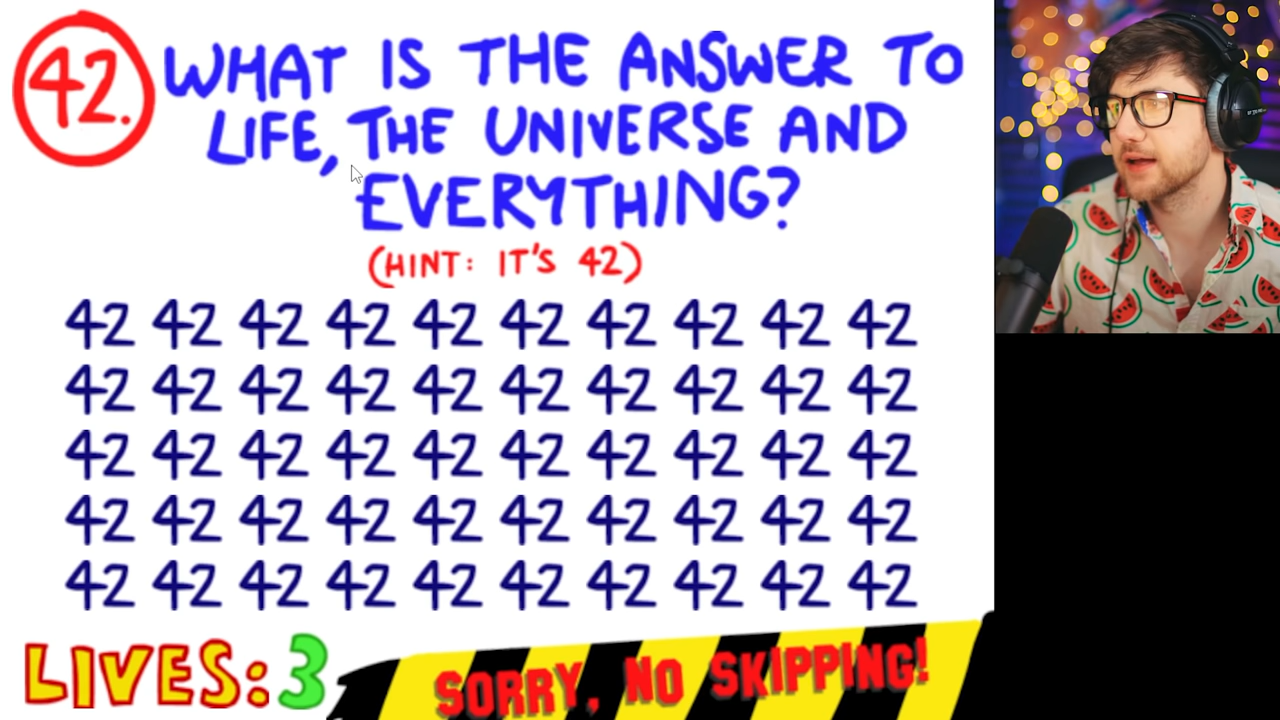 42. WHAT IS THE ANSWER TO
LIFE, THE UNIVERSE AND
EVERYTHING?
(HINT: IT'S 42)
42 42 42 42 42 42 42 42 42 42
42 42 42 42 42 42 42 42 42 42
42 42 42 42 42 42 42 42 42 42
42 42 42 42 42 42 42 42 42 42
42 42 42 42 42 42 42 42 42 42
LIVES: 3
SORRY, NO SKIPPING!